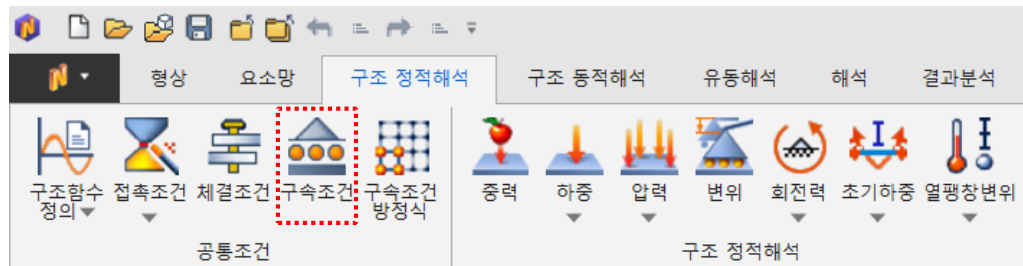 형상 요소망 구조 정적해석 구조 동적해석 유동해석 해석 결과분석
구조함수 접촉조건 체결조건 구속조건 구속조건 중력 하중 압력 변위 회전력 초기하중 열팽창변위
정의 방정식
공통조건 구조 정적해석